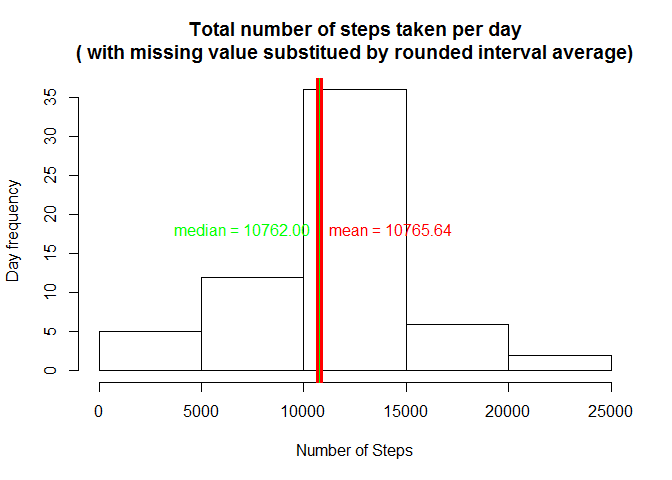 Total number of steps taken per day
( with missing value substitued by rounded interval average)
Day frequency
35
30
25
20
15
10
5
0
median = 10762.00
mean = 10765.64
0 5000 10000 15000 20000 25000
Number of Steps